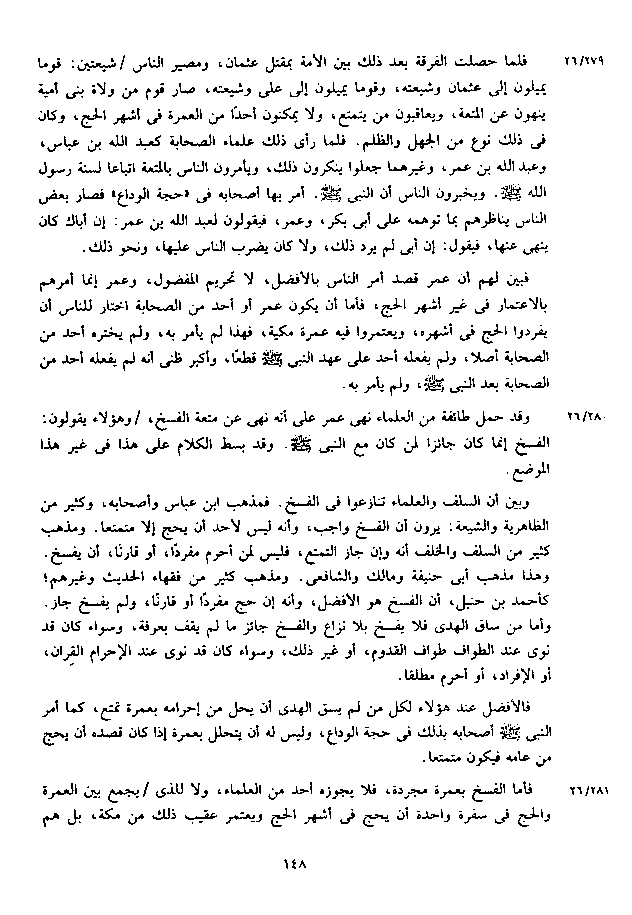 ٢٦/٢٧٩ فلما حصلت الفرقة بعد ذلك بين الأمة بمقتل عثمان، ومصير الناس / شيعتين: قوما
يميلون إلى عثمان وشيعته، وقوما يميلون إلى على وشيعته، صار قوم من ولاة بنى أمية
ينهون عن المتعة، ويعاقبون من يتمتع، ولا يمكنون أحدًا من العمرة فى أشهر الحج، وكان
فى ذلك نوع من الجهل والظلم. فلما رأى ذلك علماء الصحابة كعبد الله بن عباس،
وعبد الله بن عمر، وغيرهما جعلوا ينكرون ذلك، ويأمرون الناس بالمتعة اتباعا لسنة رسول
الله ﷺ. ويخبرون الناس أن النبى ﷺ. أمر بها أصحابه فى «حجة الوداع» فصار بعض
الناس يناظرهم بما توهمه على أبى بكر، وعمر، فيقولون لعبد الله بن عمر: إن أباك كان
ينهى عنها، فيقول: إن أبى لم يرد ذلك، ولا كان يضرب الناس عليها، ونحو ذلك.
فبين لهم أن عمر قصد أمر الناس بالأفضل، لا تحريم المفضول، وعمر إنما أمرهم
بالاعتمار فى غير أشهر الحج، فأما أن يكون عمر أو أحد من الصحابة اختار للناس أن
يفردوا الحج فى أشهره، ويعتمروا فيه عمرة مكية، فهذا لم يأمر به، ولم يختره أحد من
الصحابة أصلا، ولم يفعله أحد على عهد النبى ﷺ قطعًا، وأكبر ظنى أنه لم يفعله أحد من
الصحابة بعد النبى ﷺ، ولم يأمر به.
٢٦/٢٨٠ وقد حمل طائفة من العلماء نهى عمر على أنه نهى عن متعة الفسخ، / وهؤلاء يقولون:
الفسخ إنما كان جائزا لمن كان مع النبى ﷺ. وقد بسط الكلام على هذا فى غير هذا
الموضع.
وبين أن السلف والعلماء تنازعوا فى الفسخ. فمذهب ابن عباس وأصحابه، وكثير من
الظاهرية والشيعة: يرون أن الفسخ واجب، وأنه ليس لأحد أن يحج إلا متمتعا. ومذهب
كثير من السلف والخلف أنه وإن جاز التمتع، فليس لمن أحرم مفردًا، أو قارنًا، أن يفسخ.
وهذا مذهب أبى حنيفة ومالك والشافعى. ومذهب كثير من فقهاء الحديث وغيرهم؛
كأحمد بن حنبل، أن الفسخ هو الأفضل، وأنه إن حج مفردًا أو قارنًا، ولم يفسخ جاز.
وأما من ساق الهدى فلا يفسخ بلا نزاع والفسخ جائز ما لم يقف بعرفة، وسواء كان قد
نوى عند الطواف طواف القدوم، أو غير ذلك، وسواء كان قد نوى عند الإحرام القِران،
أو الإفراد، أو أحرم مطلقا.
فالأفضل عند هؤلاء لكل من لم يسق الهدى أن يحل من إحرامه بعمرة تمتع، كما أمر
النبى ﷺ أصحابه بذلك فى حجة الوداع، وليس له أن يتحلل بعمرة إذا كان قصده أن يحج
من عامه فيكون متمتعا.
٢٦/٢٨١ فأما الفسخ بعمرة مجردة، فلا يجوزه أحد من العلماء، ولا للذى / يجمع بين العمرة
والحج فى سفرة واحدة أن يحج فى أشهر الحج ويعتمر عقيب ذلك من مكة، بل هم
١٤٨